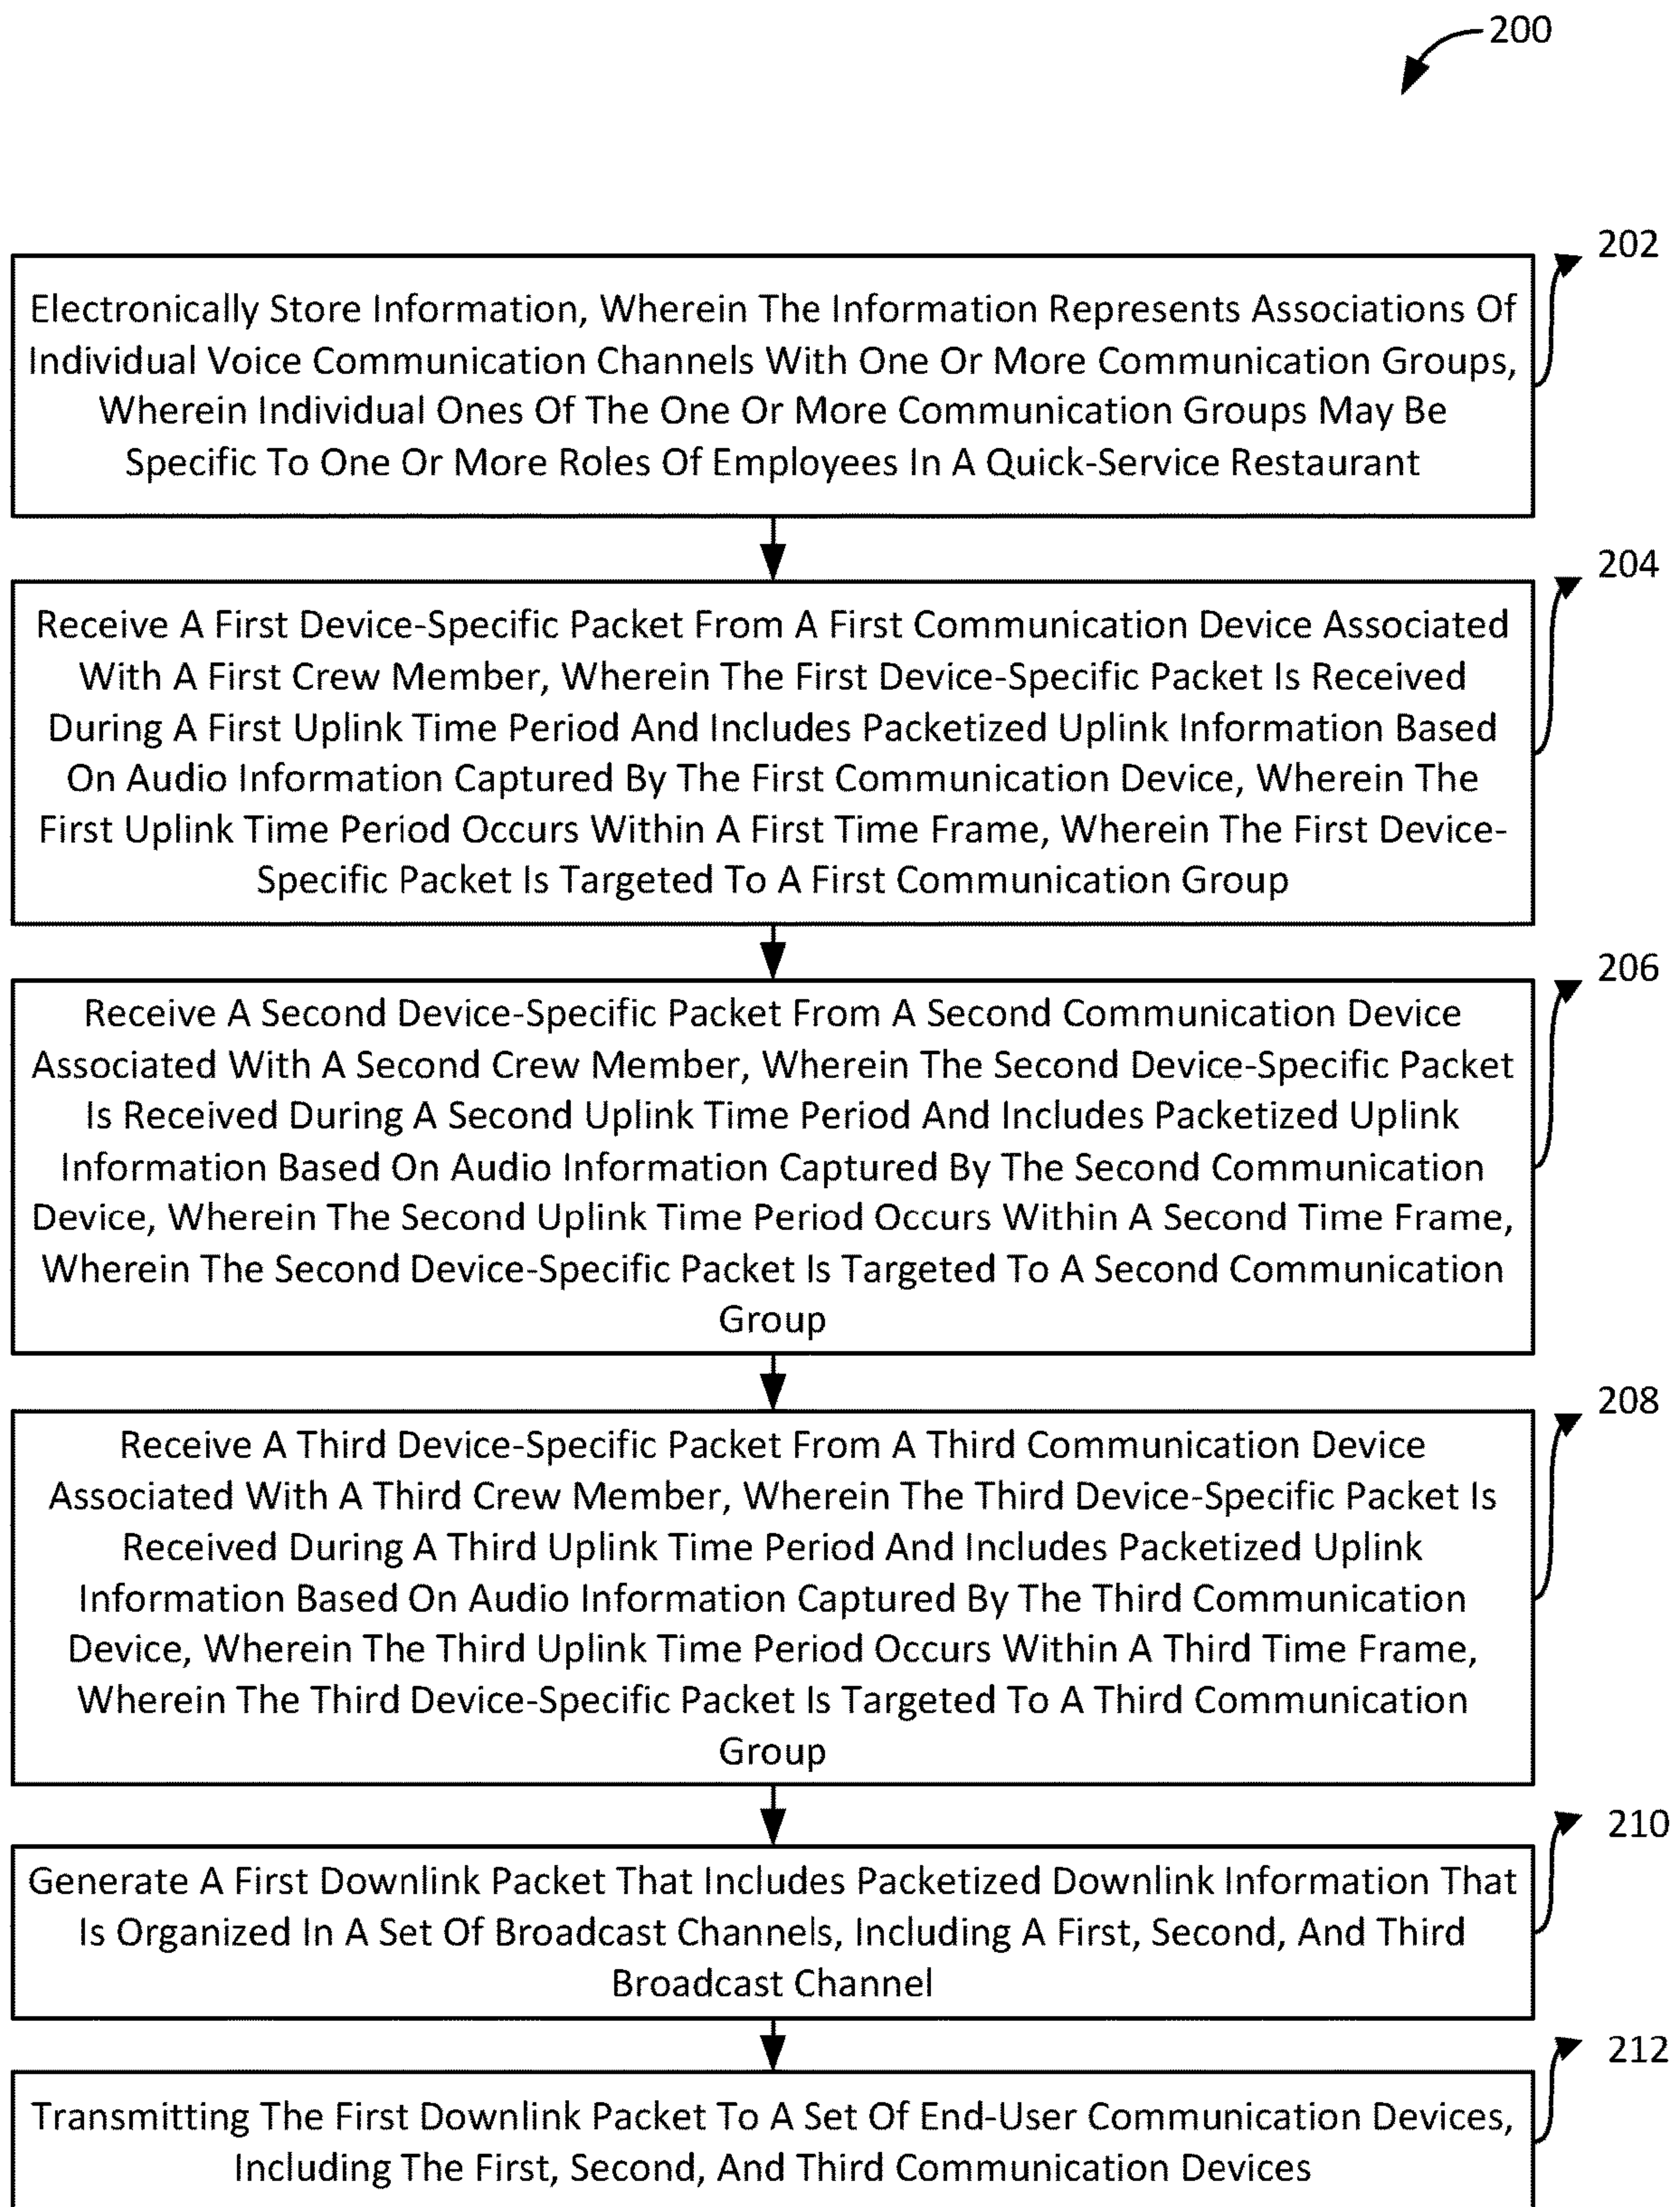 200
202
Electronically Store Information, Wherein The Information Represents Associations Of
Individual Voice Communication Channels With One Or More Communication Groups,
Wherein Individual Ones Of The One Or More Communication Groups May Be
Specific To One Or More Roles Of Employees In A Quick-Service Restaurant
204
Receive A First Device-Specific Packet From A First Communication Device Associated
With A First Crew Member, Wherein The First Device-Specific Packet Is Received
During A First Uplink Time Period And Includes Packetized Uplink Information Based
On Audio Information Captured By The First Communication Device, Wherein The
First Uplink Time Period Occurs Within A First Time Frame, Wherein The First Device-
Specific Packet Is Targeted To A First Communication Group
206
Receive A Second Device-Specific Packet From A Second Communication Device
Associated With A Second Crew Member, Wherein The Second Device-Specific Packet
Is Received During A Second Uplink Time Period And Includes Packetized Uplink
Information Based On Audio Information Captured By The Second Communication
Device, Wherein The Second Uplink Time Period Occurs Within A Second Time Frame,
Wherein The Second Device-Specific Packet Is Targeted To A Second Communication
Group
208
Receive A Third Device-Specific Packet From A Third Communication Device
Associated With A Third Crew Member, Wherein The Third Device-Specific Packet Is
Received During A Third Uplink Time Period And Includes Packetized Uplink
Information Based On Audio Information Captured By The Third Communication
Device, Wherein The Third Uplink Time Period Occurs Within A Third Time Frame,
Wherein The Third Device-Specific Packet Is Targeted To A Third Communication
Group
210
Generate A First Downlink Packet That Includes Packetized Downlink Information That
Is Organized In A Set Of Broadcast Channels, Including A First, Second, And Third
Broadcast Channel
212
Transmitting The First Downlink Packet To A Set Of End-User Communication Devices,
Including The First, Second, And Third Communication Devices